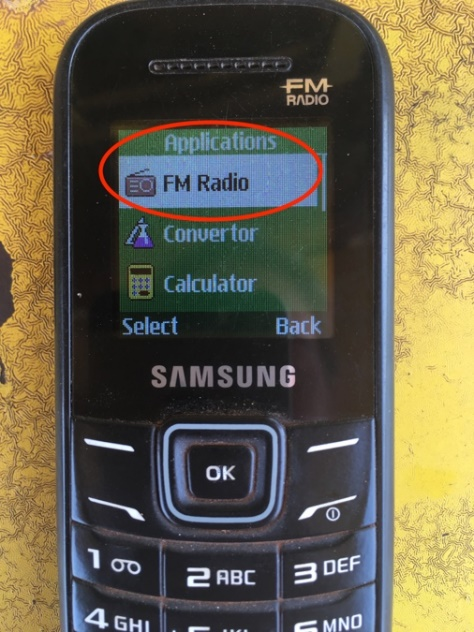 FM
RADIO
Applications
FM Radio
Convertor
Calculator
Select Back
SAMSUNG
OK
1
2 ABC
3 DEF
4 GHI
MNO